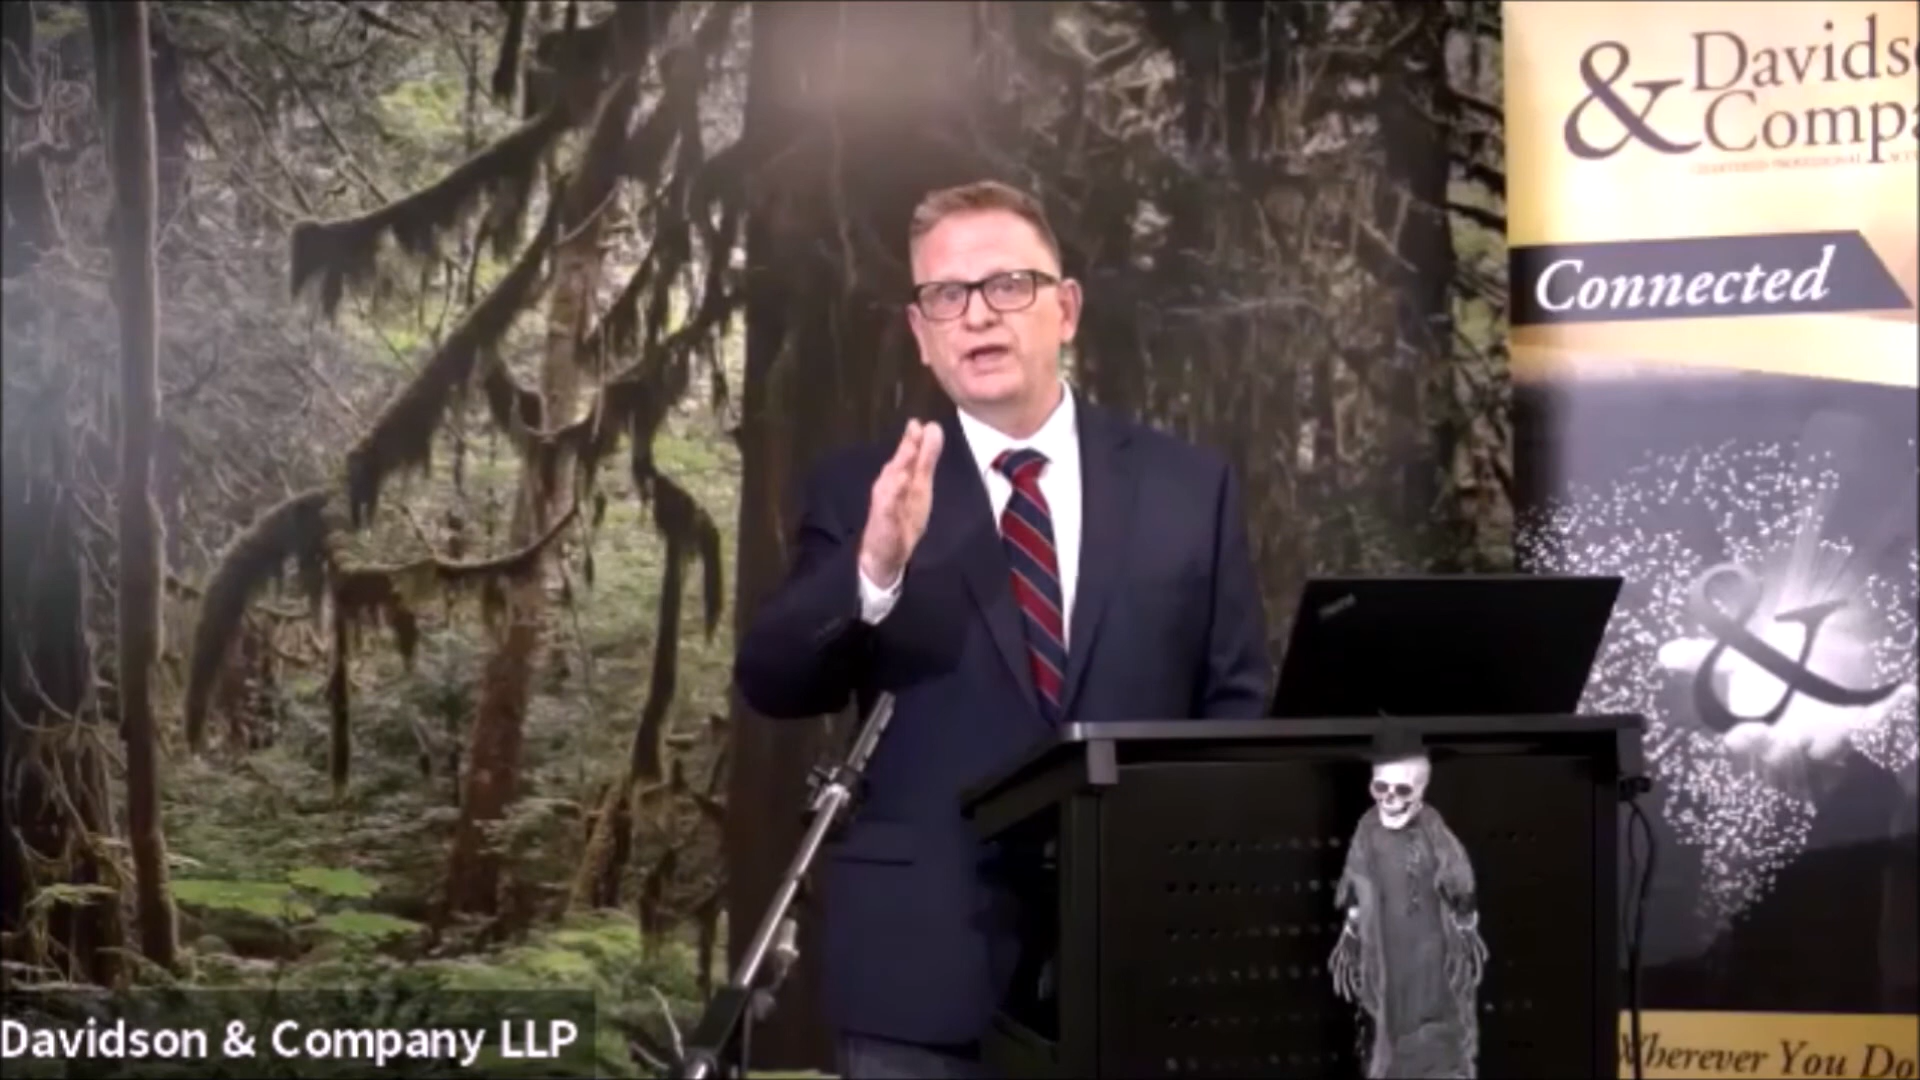 & Davids
Compa
Connected
&
Wherever You Do
Davidson & Company LLP